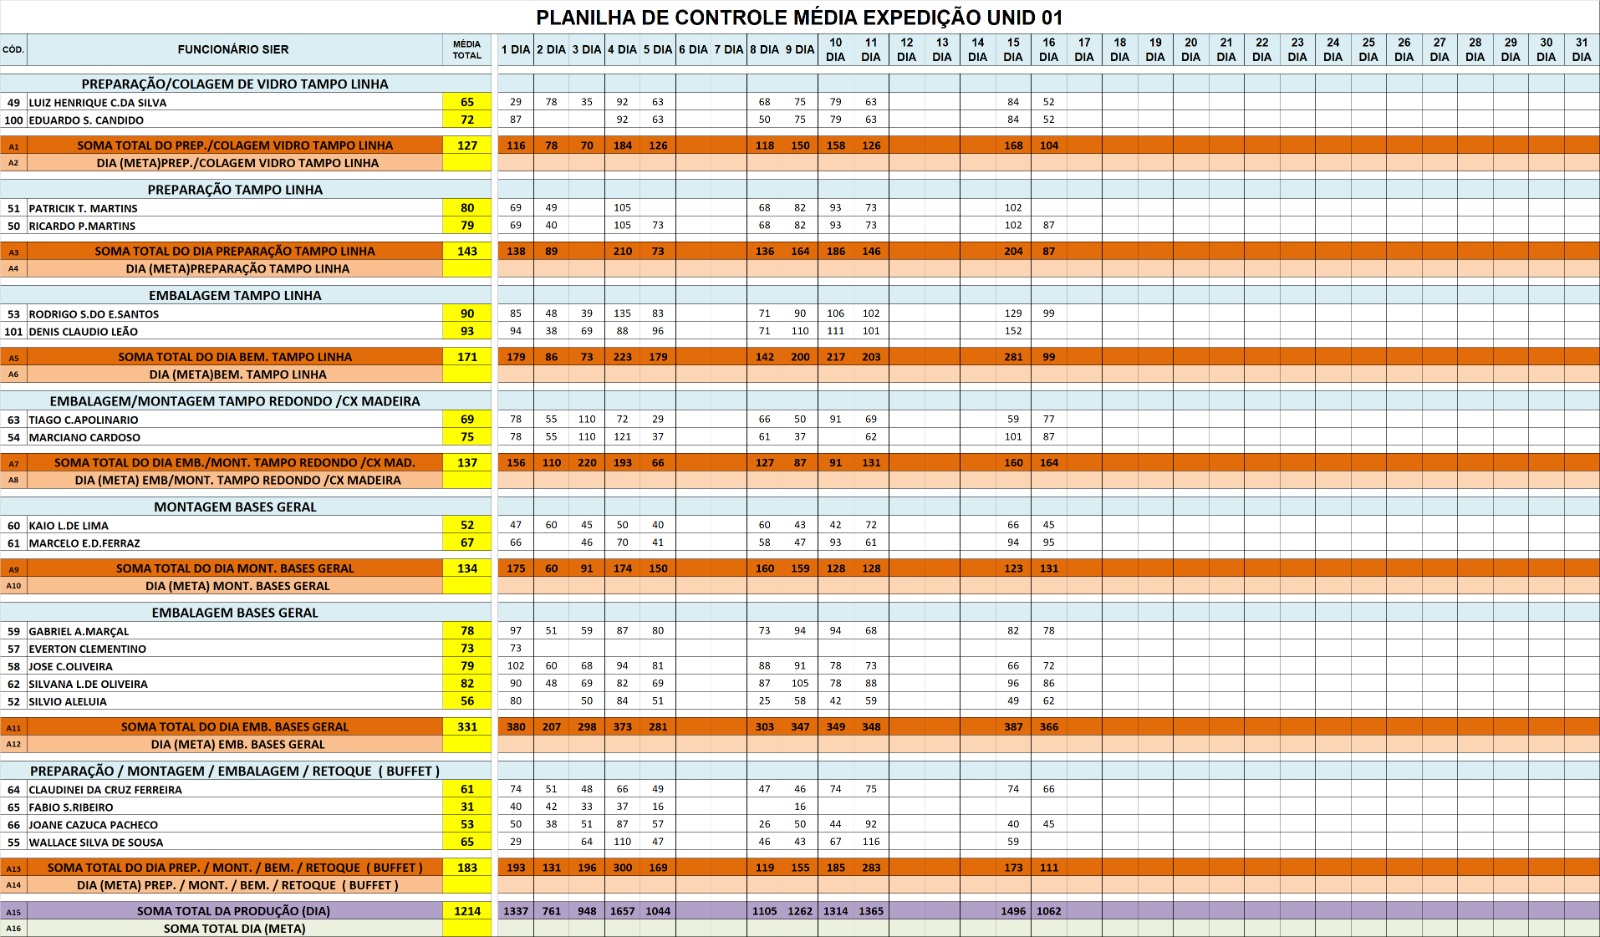 PLANILHA DE CONTROLE MÉDIA EXPEDIÇÃO UNID 01
CÓD. FUNCIONÁRIO SIER MÉDIA TOTAL 1 DIA 2 DIA 3 DIA 4 DIA 5 DIA 6 DIA 7 DIA 8 DIA 9 DIA 10 DIA 11 DIA 12 DIA 13 DIA 14 DIA 15 DIA 16 DIA 17 DIA 18 DIA 19 DIA 20 DIA 21 DIA 22 DIA 23 DIA 24 DIA 25 DIA 26 DIA 27 DIA 28 DIA 29 DIA 30 DIA 31 DIA
PREPARAÇÃO/COLAGEM DE VIDRO TAMPO LINHA
49 LUIZ HENRIQUE C.DA SILVA 65 29 78 35 92 63 68 75 79 63 84 52
100 EDUARDO S. CANDIDO 72 87 92 63 50 75 79 63 84 52
A1 SOMA TOTAL DO PREP./COLAGEM VIDRO TAMPO LINHA 127 116 78 70 184 126 118 150 158 126 168 104
A2 DIA (META)PREP./COLAGEM VIDRO TAMPO LINHA
PREPARAÇÃO TAMPO LINHA
51 PATRICIK T. MARTINS 80 69 49 105 68 82 93 73 102
50 RICARDO P.MARTINS 79 69 40 105 73 68 82 93 73 102 87
A3 SOMA TOTAL DO DIA PREPARAÇÃO TAMPO LINHA 143 138 89 210 73 136 164 186 146 204 87
A4 DIA (META)PREPARAÇÃO TAMPO LINHA
EMBALAGEM TAMPO LINHA
53 RODRIGO S.DO E.SANTOS 90 85 48 39 135 83 71 90 106 102 129 99
101 DENIS CLAUDIO LEÃO 93 94 38 69 88 96 71 110 111 101 152
A5 SOMA TOTAL DO DIA BEM. TAMPO LINHA 171 179 86 73 223 179 142 200 217 203 281 99
A6 DIA (META)BEM. TAMPO LINHA
EMBALAGEM/MONTAGEM TAMPO REDONDO /CX MADEIRA
63 TIAGO C.APOLINARIO 69 78 55 110 72 29 66 50 91 69 59 77
54 MARCIANO CARDOSO 75 78 55 110 121 37 61 37 62 101 87
A7 SOMA TOTAL DO DIA EMB./MONT. TAMPO REDONDO /CX MAD. 137 156 110 220 193 66 127 87 91 131 160 164
A8 DIA (META) EMB/MONT. TAMPO REDONDO /CX MADEIRA
MONTAGEM BASES GERAL
60 KAIO L.DE LIMA 52 47 60 45 50 40 60 43 42 72 66 45
61 MARCELO E.D.FERRAZ 67 66 46 70 41 58 47 93 61 94 95
A9 SOMA TOTAL DO DIA MONT. BASES GERAL 134 175 60 91 174 150 160 159 128 128 123 131
A10 DIA (META) MONT. BASES GERAL
EMBALAGEM BASES GERAL
59 GABRIEL A.MARÇAL 78 97 51 59 87 80 73 94 94 68 82 78
57 EVERTON CLEMENTINO 73 73
58 JOSE C.OLIVEIRA 79 102 60 68 94 81 88 91 78 73 66 72
62 SILVANA L.DE OLIVEIRA 82 90 48 69 82 69 87 105 78 88 96 86
52 SILVIO ALELUIA 56 80 50 84 51 25 58 42 59 49 62
A11 SOMA TOTAL DO DIA EMB. BASES GERAL 331 380 207 298 373 281 303 347 349 348 387 366
A12 DIA (META) EMB. BASES GERAL
PREPARAÇÃO / MONTAGEM / EMBALAGEM / RETOQUE ( BUFFET )
64 CLAUDINEI DA CRUZ FERREIRA 61 74 51 48 66 49 47 46 74 75 74 66
65 FABIO S.RIBEIRO 31 40 42 33 37 16 16
66 JOANE CAZUCA PACHECO 53 50 38 51 87 57 26 50 44 92 40 45
55 WALLACE SILVA DE SOUSA 65 29 64 110 47 46 43 67 116 59
A13 SOMA TOTAL DO DIA PREP. / MONT. / BEM. / RETOQUE ( BUFFET ) 183 193 131 196 300 169 119 155 185 283 173 111
A14 DIA (META) PREP. / MONT. / BEM. / RETOQUE ( BUFFET )
A15 SOMA TOTAL DA PRODUÇÃO (DIA) 1214 1337 761 948 1657 1044 1105 1262 1314 1365 1496 1062
A16 SOMA TOTAL DIA (META)